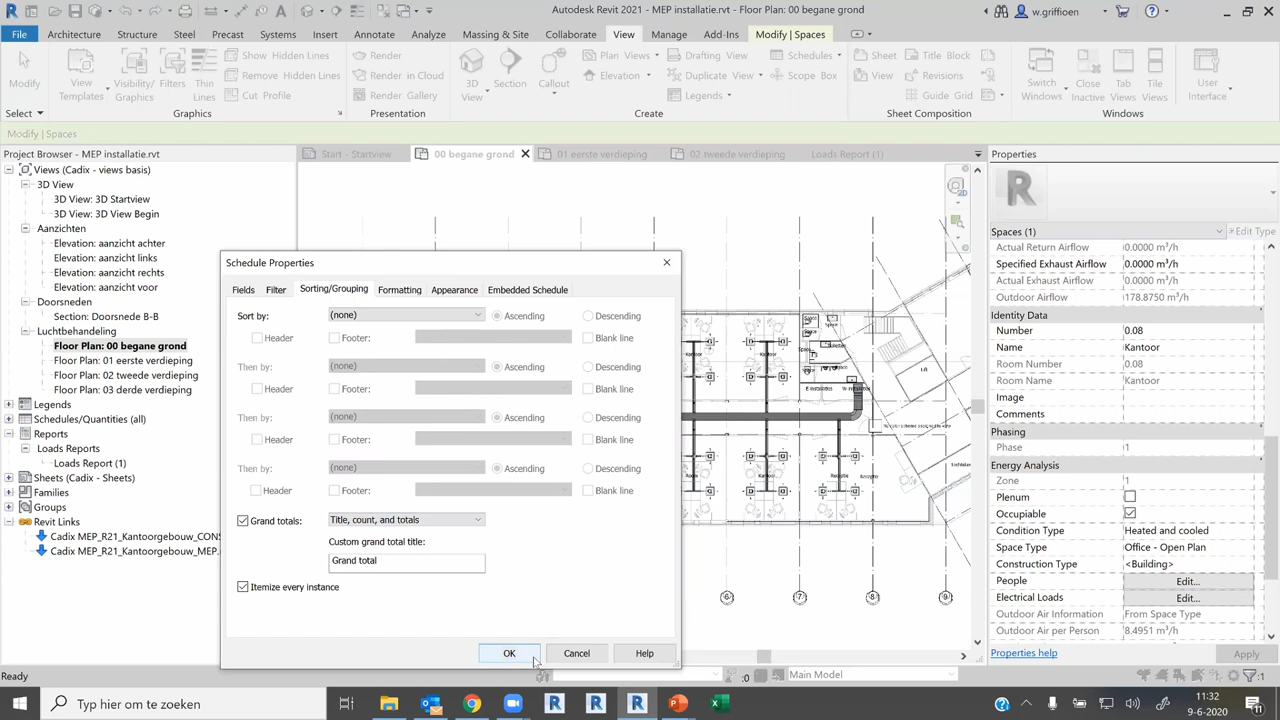 Autodesk Revit 2021 - MEP installatie.rvt - Floor Plan: 00 begane grond
w.griffioen
File Architecture Structure Steel Precast Systems Insert Annotate Analyze Massing & Site Collaborate View Manage Add-Ins Modify | Spaces
Modify
View Templates
Visibility/ Graphics
Filters
Thin Lines
Show Hidden Lines
Remove Hidden Lines
Cut Profile
Render
Render in Cloud
Render Gallery
3D View
Section
Callout
Plan Views
Elevation
Drafting View
Duplicate View
Legends
Schedules
Scope Box
Sheet
View
Title Block
Revisions
Guide Grid
Switch Windows
Close Inactive
Tab Views
Tile Views
User Interface
Select Graphics Presentation Create Sheet Composition Windows
Modify | Spaces
Project Browser - MEP installatie.rvt
Views (Cadix - views basis)
3D View
3D View: 3D Startview
3D View: 3D View Begin
Aanzichten
Elevation: aanzicht achter
Elevation: aanzicht links
Elevation: aanzicht rechts
Elevation: aanzicht voor
Doorsneden
Section: Doorsnede B-B
Luchtbehandeling
Floor Plan: 00 begane grond
Floor Plan: 01 eerste verdieping
Floor Plan: 02 tweede verdieping
Floor Plan: 03 derde verdieping
Legends
Schedules/Quantities (all)
Reports
Loads Reports
Loads Report (1)
Sheets (Cadix - Sheets)
Families
Groups
Revit Links
Cadix MEP_R21_Kantoorgebouw_CONS
Cadix MEP_R21_Kantoorgebouw_MEP.
Start - Startview 00 begane grond 01 eerste verdieping 02 tweede verdieping Loads Report (1)
2D
Kantoor Kantoor
Lift
Room Kantoor Receptie
6 7 8 9
Schedule Properties
Fields Filter Sorting/Grouping Formatting Appearance Embedded Schedule
Sort by: (none) Ascending Descending
Header Footer: Blank line
Then by: (none) Ascending Descending
Header Footer: Blank line
Then by: (none) Ascending Descending
Header Footer: Blank line
Then by: (none) Ascending Descending
Header Footer: Blank line
Grand totals: Title, count, and totals
Custom grand total title:
Grand total
Itemize every instance
OK Cancel Help
Properties
Spaces (1) Edit Type
Actual Return Airflow 0.0000 m³/h
Specified Exhaust Airflow 0.0000 m³/h
Actual Exhaust Airflow 0.0000 m³/h
Outdoor Airflow 178.8750 m³/h
Identity Data
Number 0.08
Name Kantoor
Room Number 0.08
Room Name Kantoor
Image
Comments
Phasing
Phase 1
Energy Analysis
Zone 1
Plenum
Occupiable
Condition Type Heated and cooled
Space Type Office - Open Plan
Construction Type <Building>
People Edit...
Electrical Loads Edit...
Outdoor Air Information From Space Type
Outdoor Air per Person 8.4951 m³/h
Properties help Apply
Ready :0 Main Model
Typ hier om te zoeken
11:32
9-6-2020
11